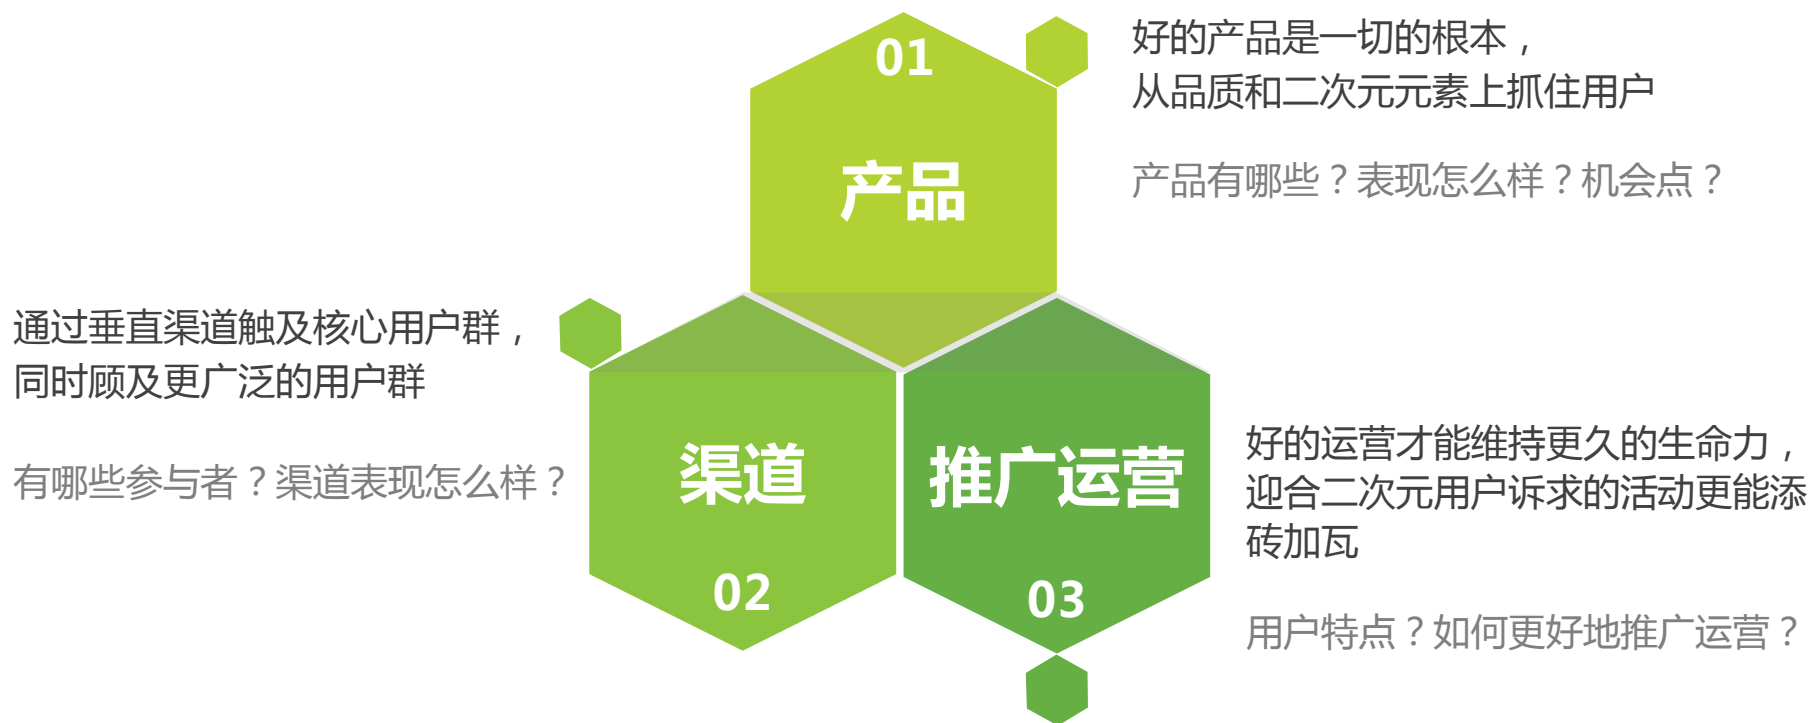 01
产品
好的产品是一切的根本，
从品质和二次元元素上抓住用户
产品有哪些？表现怎么样？机会点？
通过垂直渠道触及核心用户群，
同时顾及更广泛的用户群
有哪些参与者？渠道表现怎么样？
渠道
02
推广运营
03
好的运营才能维持更久的生命力，
迎合二次元用户诉求的活动更能添
砖加瓦
用户特点？如何更好地推广运营？